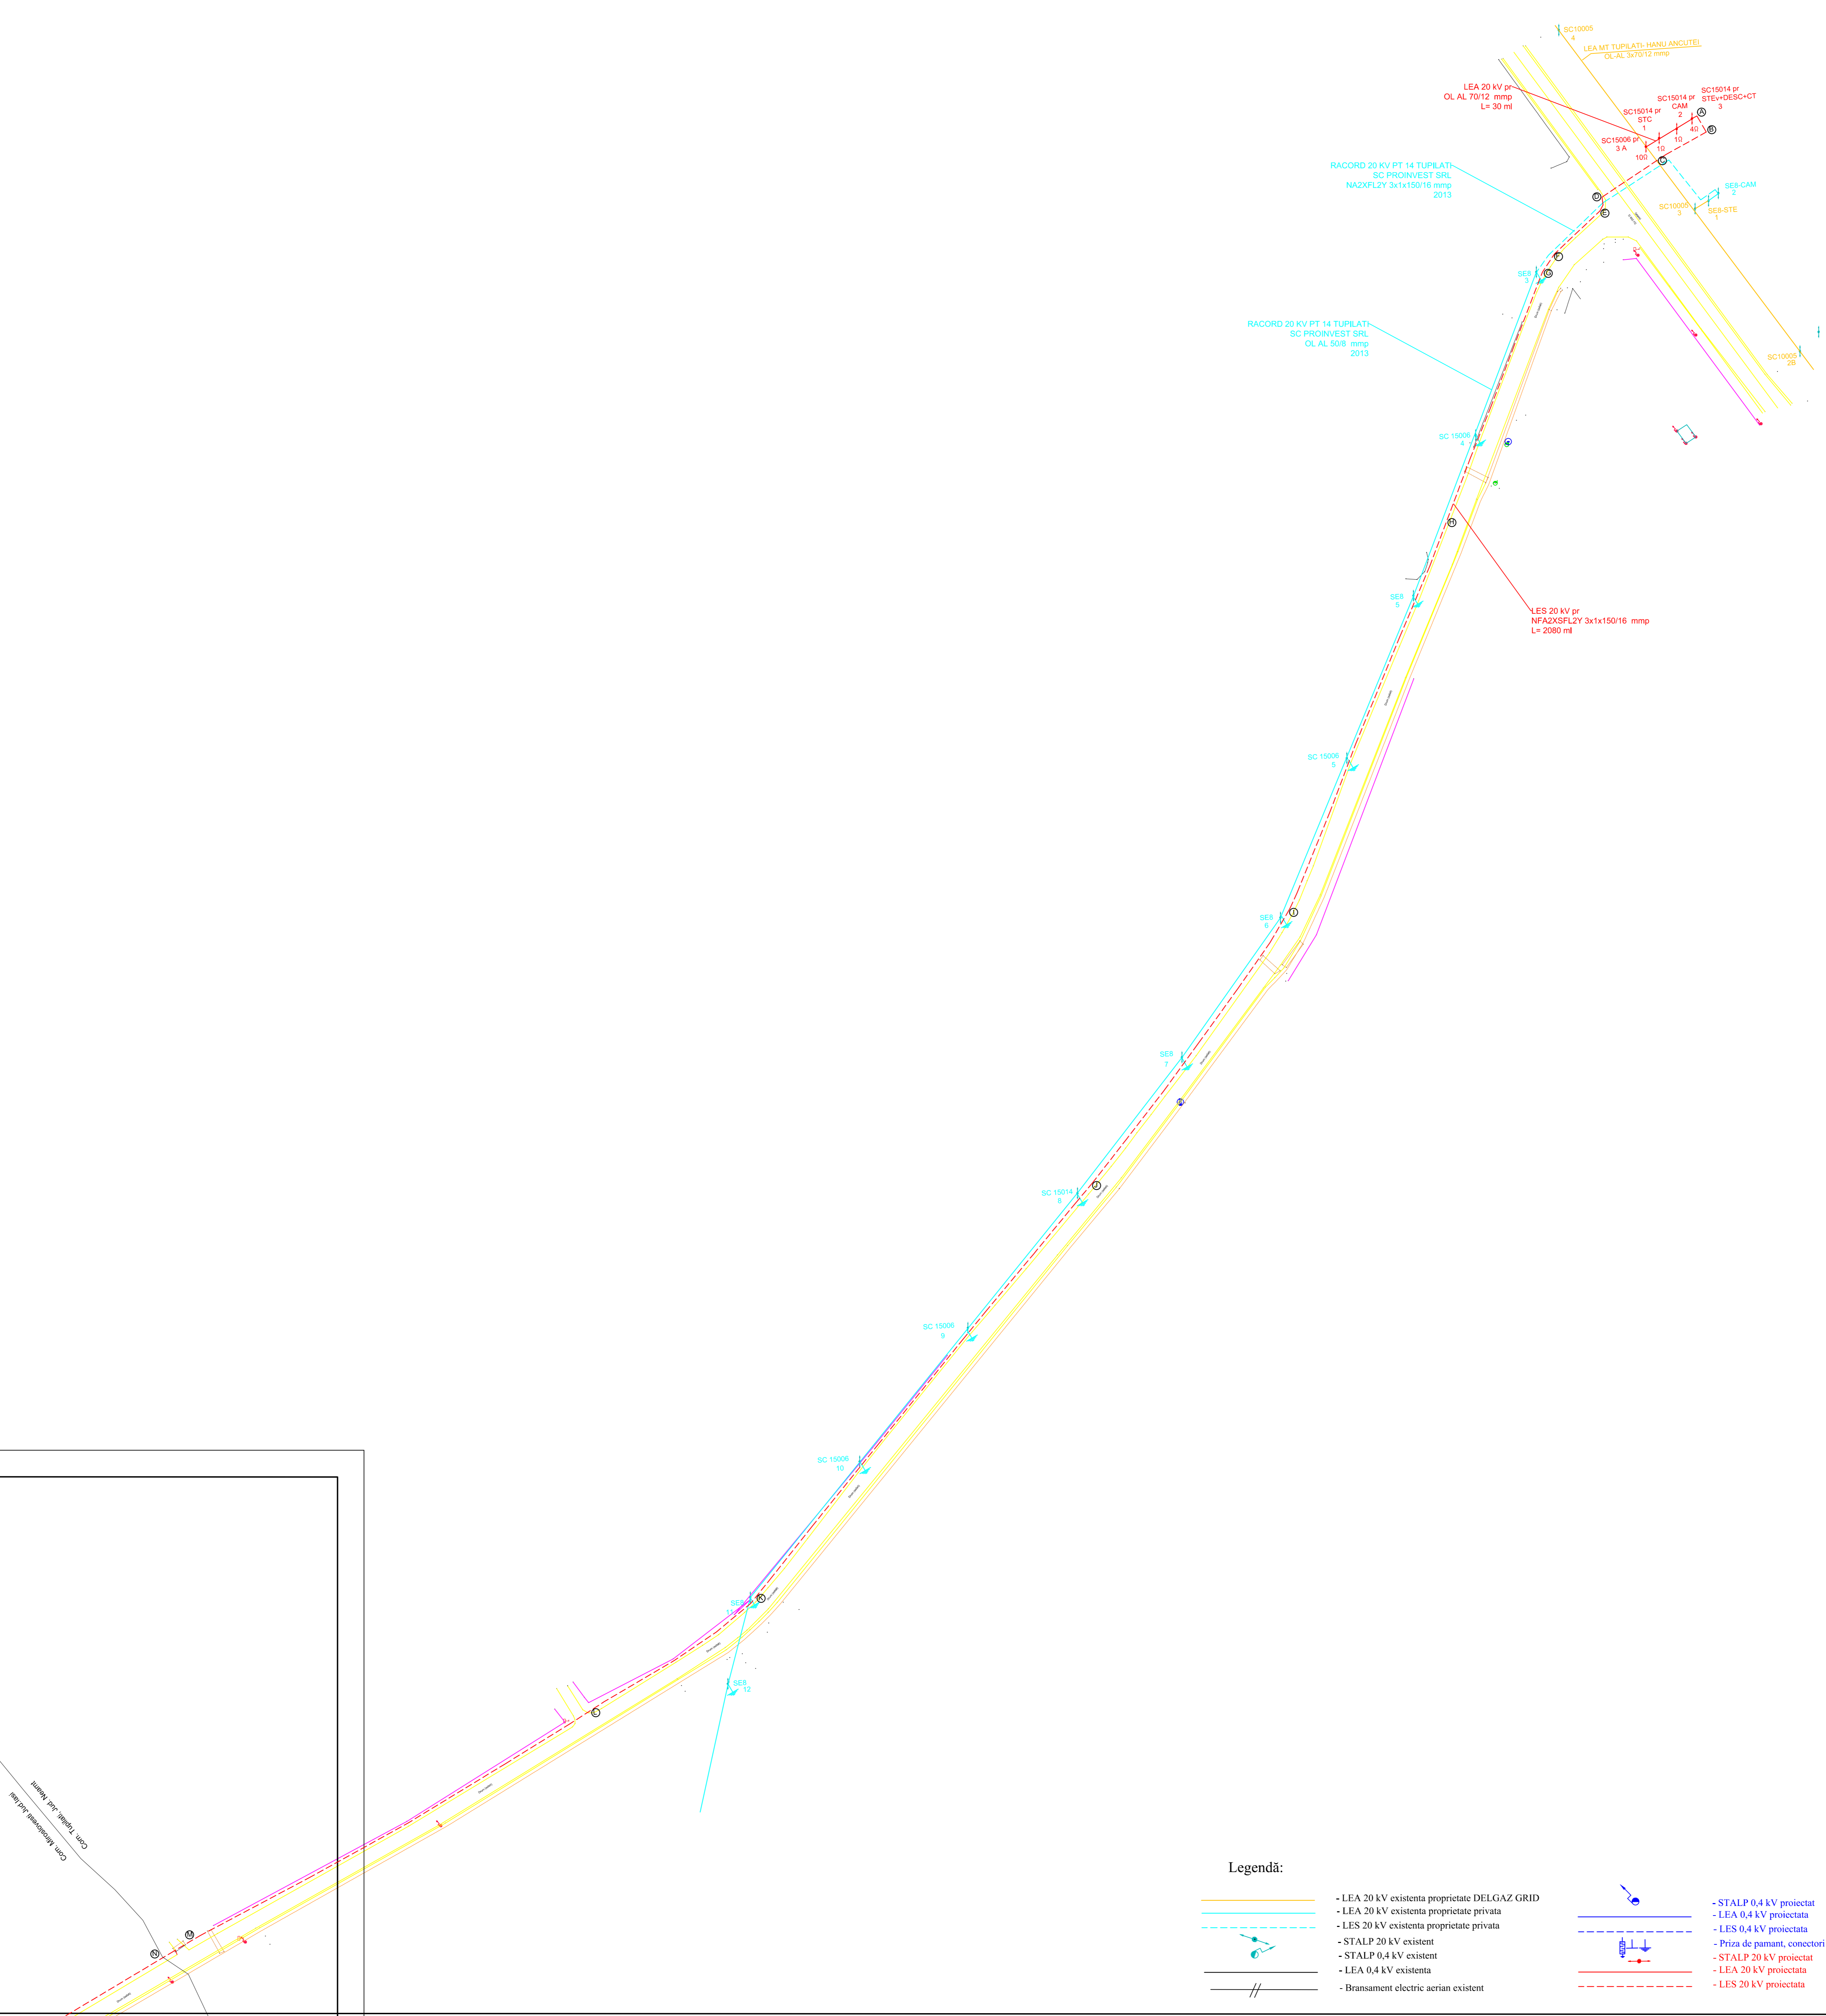 SC10005
4
LEA MT TUPILATI- HANU ANCUTEI
OL-AL 3x70/12 mmp
LEA 20 kV pr
OL AL 70/12 mmp
L= 30 ml
SC15014 pr
STEv+DESC+CT
3
SC15014 pr
CAM
2
SC15014 pr
STC
1
SC15006 pr
3 A
10Ω
1Ω
1Ω
4Ω
A
B
C
D
E
F
G
RACORD 20 KV PT 14 TUPILATI
SC PROINVEST SRL
NA2XFL2Y 3x1x150/16 mmp
2013
SE8-CAM
2
SC10005
3
SE8-STE
1
SE8
3
RACORD 20 KV PT 14 TUPILATI
SC PROINVEST SRL
OL AL 50/8 mmp
2013
SC10005
2B
SC 15006
4
H
SE8
5
LES 20 kV pr
NFA2XSFL2Y 3x1x150/16 mmp
L= 2080 ml
SC 15006
5
SE8
6
I
SE8
7
SC 15014
8
J
SC 15006
9
SC 15006
10
SE8
11
K
SE8
12
L
Com. Tupilati, Jud. Neamt
Com. Miroslovesti Jud.Iasi
M
N
Legendă:
- LEA 20 kV existenta proprietate DELGAZ GRID
- LEA 20 kV existenta proprietate privata
- LES 20 kV existenta proprietate privata
- STALP 20 kV existent
- STALP 0,4 kV existent
- LEA 0,4 kV existenta
- Bransament electric aerian existent
- STALP 0,4 kV proiectat
- LEA 0,4 kV proiectata
- LES 0,4 kV proiectata
- Priza de pamant, conectori
- STALP 20 kV proiectat
- LEA 20 kV proiectata
- LES 20 kV proiectata